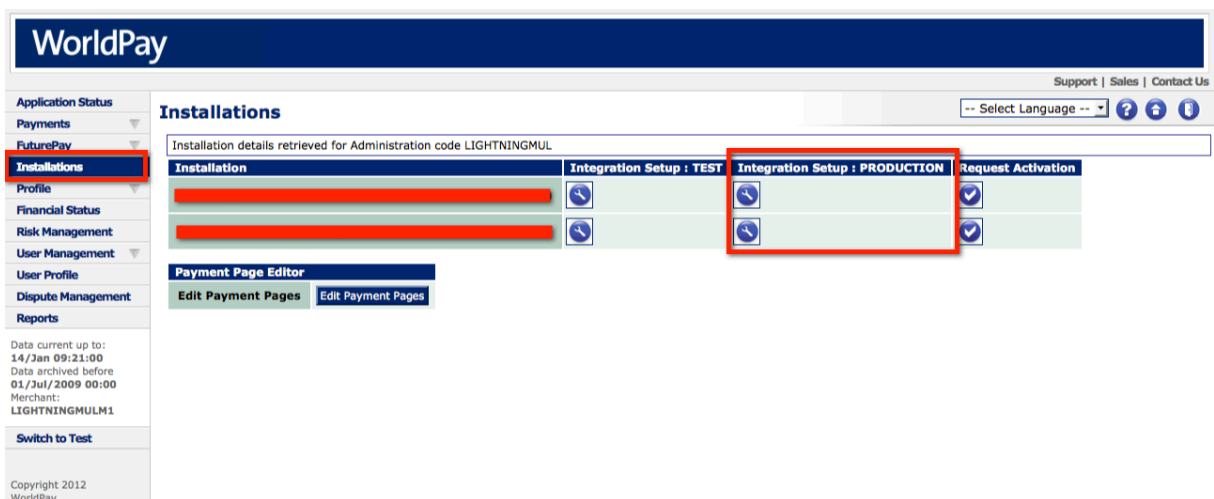 WorldPay
Support | Sales | Contact Us
Application Status
Payments
FuturePay
Installations
Profile
Financial Status
Risk Management
User Management
User Profile
Dispute Management
Reports
Data current up to:
14/Jan 09:21:00
Data archived before
01/Jul/2009 00:00
Merchant:
LIGHTNINGMULM1
Switch to Test
Copyright 2012
WorldPay
Installations
-- Select Language --
Installation details retrieved for Administration code LIGHTNINGMUL
Installation Integration Setup : TEST Integration Setup : PRODUCTION Request Activation
Payment Page Editor
Edit Payment Pages Edit Payment Pages